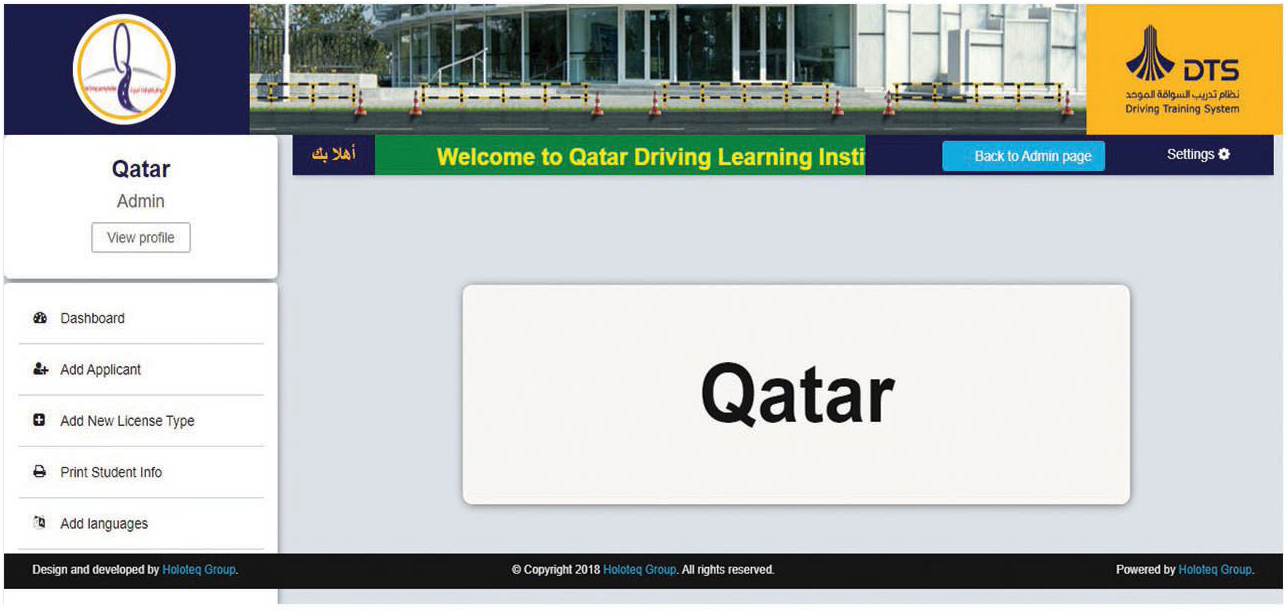 DTS
نظام تدريب السواقة الموحد
Driving Training System
Qatar
Admin
View profile
أهلا بك
Welcome to Qatar Driving Learning Insti
Back to Admin page
Settings
Dashboard
Add Applicant
Add New License Type
Print Student Info
Add languages
Qatar
Design and developed by Holoteq Group.
© Copyright 2018 Holoteq Group. All rights reserved.
Powered by Holoteq Group.